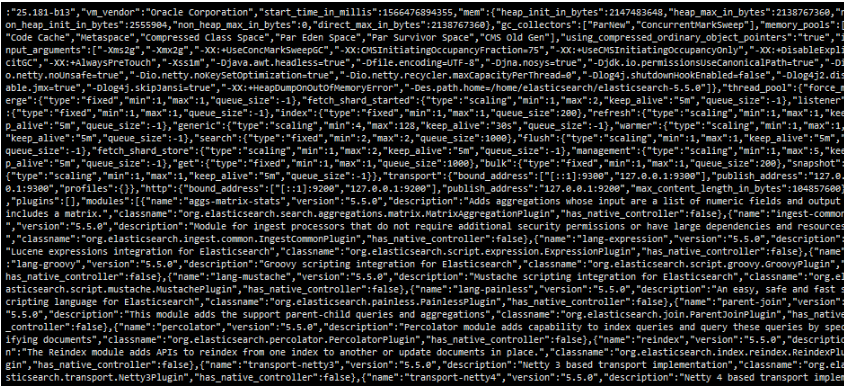 :"25.181-b13","vm_vendor":"Oracle Corporation","start_time_in_millis":1566476894355,"mem":{"heap_init_in_bytes":2147483648,"heap_max_in_bytes":2138767360,"n
on_heap_init_in_bytes":2555904,"non_heap_max_in_bytes":0,"direct_max_in_bytes":2138767360},"gc_collectors":["ParNew","ConcurrentMarkSweep"],"memory_pools":[
"Code Cache","Metaspace","Compressed Class Space","Par Eden Space","Par Survivor Space","CMS Old Gen"],"using_compressed_ordinary_object_pointers":"true","i
nput_arguments":["-Xms2g","-Xmx2g","-XX:+UseConcMarkSweepGC","-XX:CMSInitiatingOccupancyFraction=75","-XX:+UseCMSInitiatingOccupancyOnly","-XX:+DisableExpli
citGC","-XX:+AlwaysPreTouch","-Xss1m","-Djava.awt.headless=true","-Dfile.encoding=UTF-8","-Djna.nosys=true","-Djdk.io.permissionsUseCanonicalPath=true","-Di
o.netty.noUnsafe=true","-Dio.netty.noKeySetOptimization=true","-Dio.netty.recycler.maxCapacityPerThread=0","-Dlog4j.shutdownHookEnabled=false","-Dlog4j2.dis
able.jmx=true","-Dlog4j.skipJansi=true","-XX:+HeapDumpOnOutOfMemoryError","-Des.path.home=/home/elasticsearch/elasticsearch-5.5.0"]},"thread_pool":{"force_m
erge":{"type":"fixed","min":1,"max":1,"queue_size":-1},"fetch_shard_started":{"type":"scaling","min":1,"max":2,"keep_alive":"5m","queue_size":-1},"listener"
:{"type":"fixed","min":1,"max":1,"queue_size":-1},"index":{"type":"fixed","min":1,"max":1,"queue_size":200},"refresh":{"type":"scaling","min":1,"max":1,"kee
p_alive":"5m","queue_size":-1},"generic":{"type":"scaling","min":4,"max":128,"keep_alive":"30s","queue_size":-1},"warmer":{"type":"scaling","min":1,"max":1,
"keep_alive":"5m","queue_size":-1},"search":{"type":"fixed","min":2,"max":2,"queue_size":1000},"flush":{"type":"scaling","min":1,"max":1,"keep_alive":"5m","
queue_size":-1},"fetch_shard_store":{"type":"scaling","min":1,"max":2,"keep_alive":"5m","queue_size":-1},"management":{"type":"scaling","min":1,"max":5,"kee
p_alive":"5m","queue_size":-1},"get":{"type":"fixed","min":1,"max":1,"queue_size":1000},"bulk":{"type":"fixed","min":1,"max":1,"queue_size":200},"snapshot":
{"type":"scaling","min":1,"max":1,"keep_alive":"5m","queue_size":-1}},"transport":{"bound_address":["[::1]:9300","127.0.0.1:9300"],"publish_address":"127.0.
0.1:9300","profiles":{}},"http":{"bound_address":["[::1]:9200","127.0.0.1:9200"],"publish_address":"127.0.0.1:9200","max_content_length_in_bytes":104857600}
,"plugins":[],"modules":[{"name":"aggs-matrix-stats","version":"5.5.0","description":"Adds aggregations whose input are a list of numeric fields and output
includes a matrix.","classname":"org.elasticsearch.search.aggregations.matrix.MatrixAggregationPlugin","has_native_controller":false},{"name":"ingest-common
","version":"5.5.0","description":"Module for ingest processors that do not require additional security permissions or have large dependencies and resources
","classname":"org.elasticsearch.ingest.common.IngestCommonPlugin","has_native_controller":false},{"name":"lang-expression","version":"5.5.0","description":
"Lucene expressions integration for Elasticsearch","classname":"org.elasticsearch.script.expression.ExpressionPlugin","has_native_controller":false},{"name"
:"lang-groovy","version":"5.5.0","description":"Groovy scripting integration for Elasticsearch","classname":"org.elasticsearch.script.groovy.GroovyPlugin","
has_native_controller":false},{"name":"lang-mustache","version":"5.5.0","description":"Mustache scripting integration for Elasticsearch","classname":"org.el
asticsearch.script.mustache.MustachePlugin","has_native_controller":false},{"name":"lang-painless","version":"5.5.0","description":"An easy, safe and fast s
cripting language for Elasticsearch","classname":"org.elasticsearch.painless.PainlessPlugin","has_native_controller":false},{"name":"parent-join","version":
"5.5.0","description":"This module adds the support parent-child queries and aggregations","classname":"org.elasticsearch.join.ParentJoinPlugin","has_native
_controller":false},{"name":"percolator","version":"5.5.0","description":"Percolator module adds capability to index queries and query these queries by spec
ifying documents","classname":"org.elasticsearch.percolator.PercolatorPlugin","has_native_controller":false},{"name":"reindex","version":"5.5.0","descriptio
n":"The Reindex module adds APIs to reindex from one index to another or update documents in place.","classname":"org.elasticsearch.index.reindex.ReindexPlu
gin","has_native_controller":false},{"name":"transport-netty3","version":"5.5.0","description":"Netty 3 based transport implementation","classname":"org.ela
sticsearch.transport.Netty3Plugin","has_native_controller":false},{"name":"transport-netty4","version":"5.5.0","description":"Netty 4 based transport implem